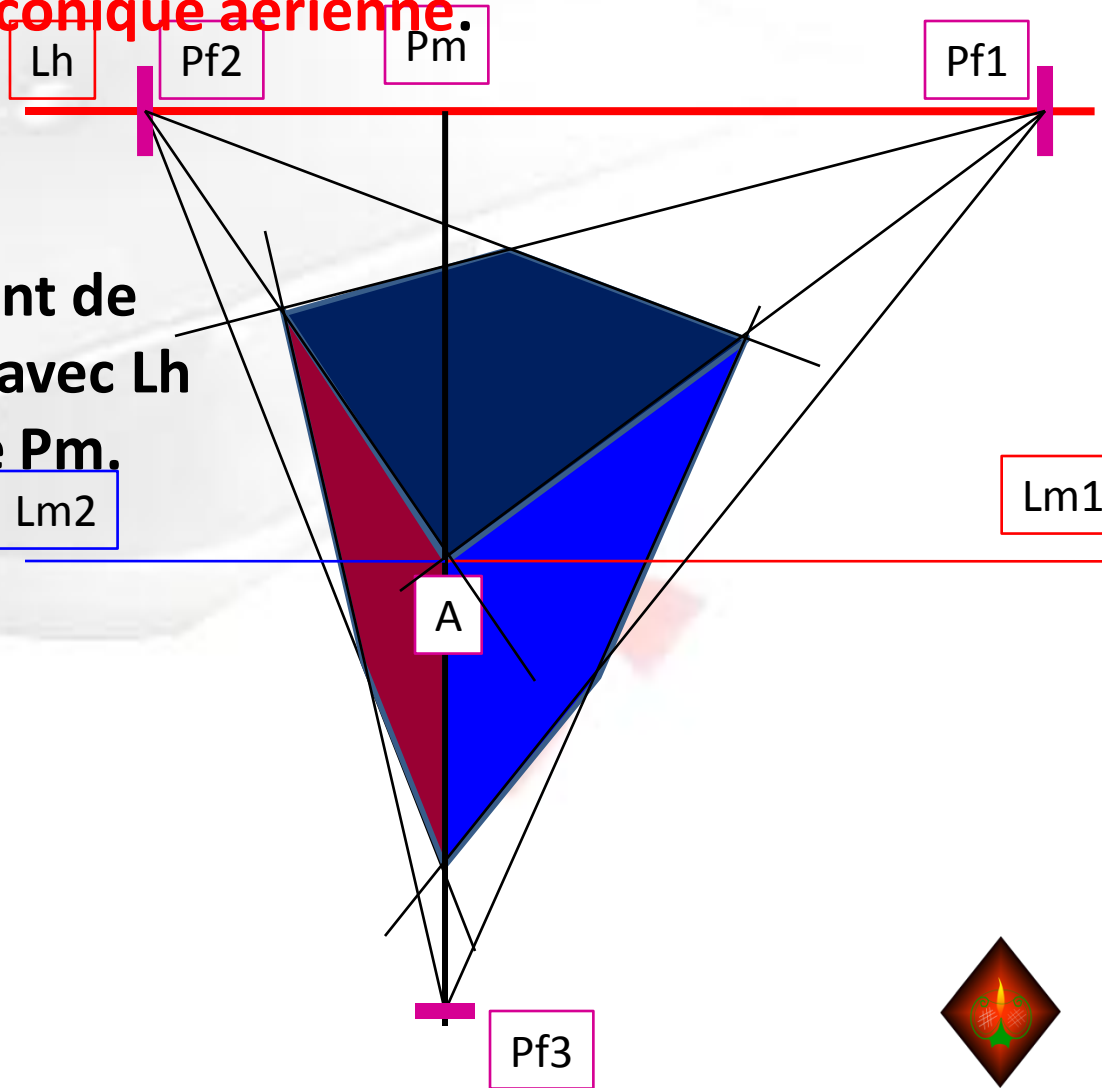 conique aérienne.
Lh Pf2 Pm Pf1
nt de
avec Lh
e Pm.
Lm2 Lm1
A
Pf3